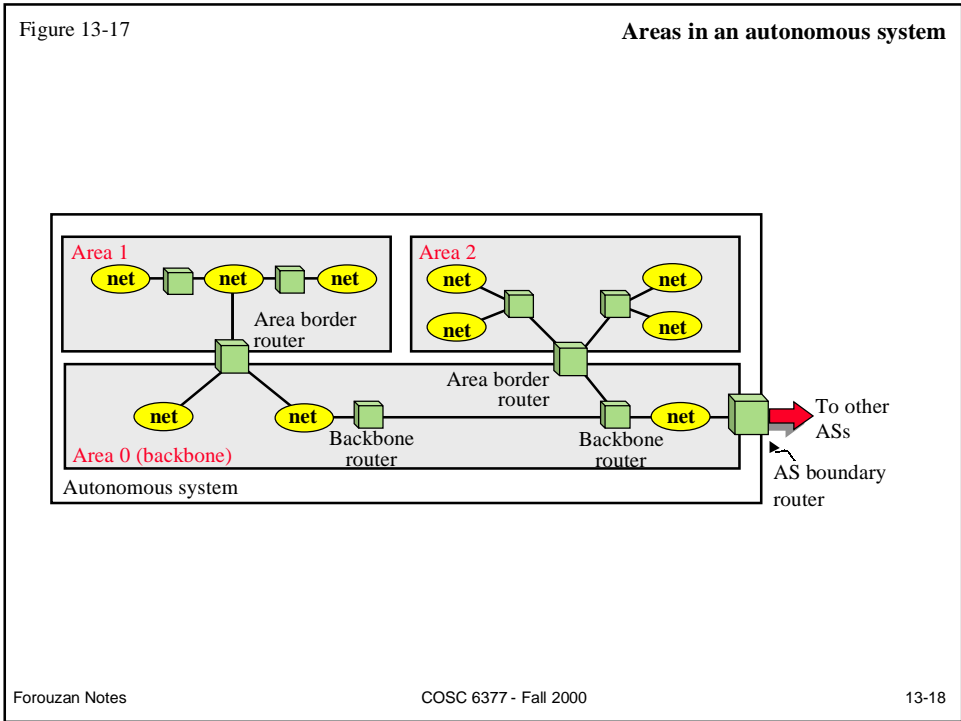 Figure 13-17
Areas in an autonomous system
Area 1
net
net
net
Area border
router
Area 2
net
net
net
net
Area border
router
net
net
Backbone
router
Backbone
router
net
Area 0 (backbone)
To other
ASs
AS boundary
router
Autonomous system
Forouzan Notes
COSC 6377 - Fall 2000
13-18